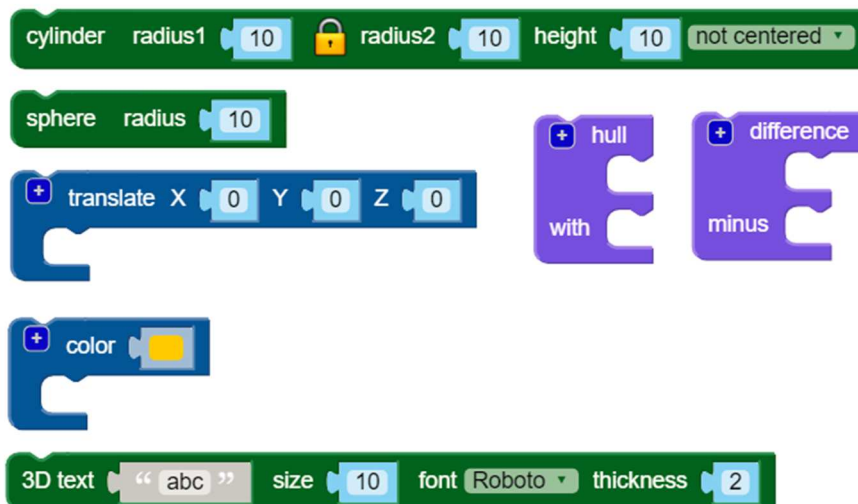 cylinder radius1 10 radius2 10 height 10 not centered
sphere radius 10
+ hull
with
+ difference
minus
+ translate X 0 Y 0 Z 0
+ color
3D text “ abc ” size 10 font Roboto thickness 2